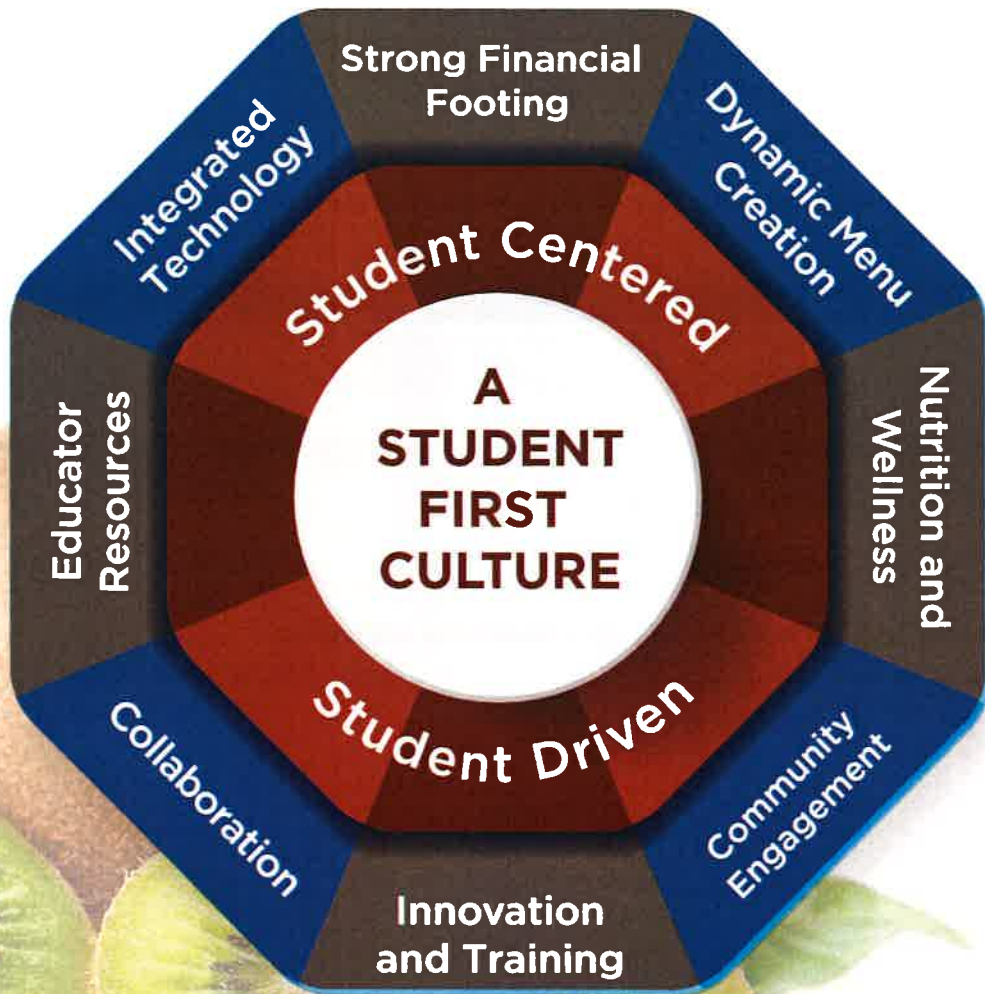 Strong Financial
Footing
Dynamic Menu
Creation
Nutrition and
Wellness
Community
Engagement
Innovation
and Training
Collaboration
Educator
Resources
Integrated
Technology
Student Centered
A
STUDENT
FIRST
CULTURE
Student Driven